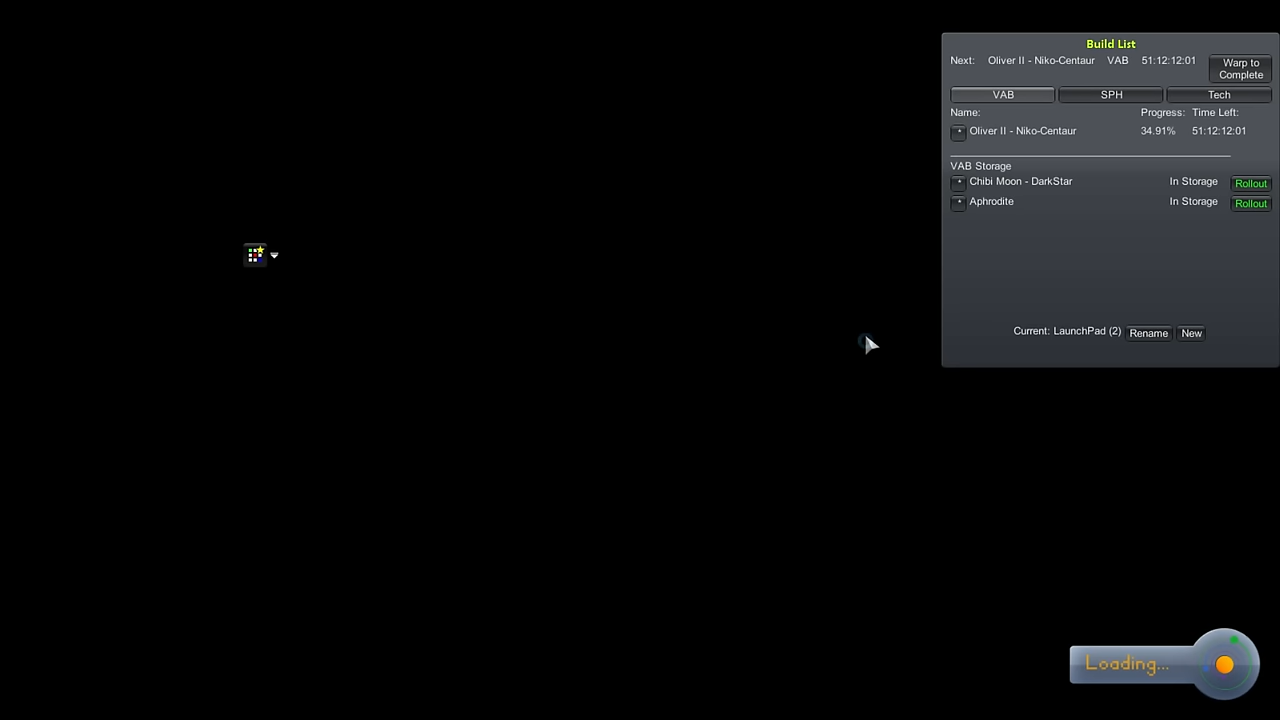 Build List
Next: Oliver II - Niko-Centaur VAB 51:12:12:01 Warp to Complete
VAB SPH Tech
Name: Progress: Time Left:
* Oliver II - Niko-Centaur 34.91% 51:12:12:01
VAB Storage
* Chibi Moon - DarkStar In Storage Rollout
* Aphrodite In Storage Rollout
Current: LaunchPad (2) Rename New
Loading...